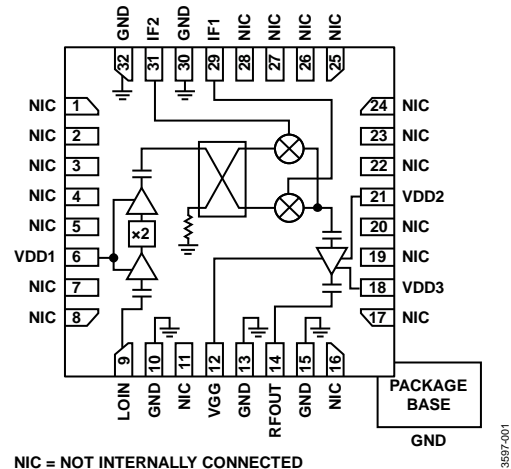 GND
IF2
GND
IF1
NIC
NIC
NIC
NIC
32
31
30
29
28
27
26
25
NIC 1
NIC 2
NIC 3
NIC 4
NIC 5
VDD1 6
NIC 7
NIC 8
24 NIC
23 NIC
22 NIC
21 VDD2
20 NIC
19 NIC
18 VDD3
17 NIC
×2
9
10
11
12
13
14
15
16
LOIN
GND
NIC
VGG
GND
RFOUT
GND
NIC
PACKAGE
BASE
GND
NIC = NOT INTERNALLY CONNECTED
3597-001